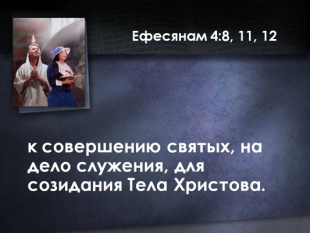 Ефесянам 4:8, 11, 12
к совершению святых, на
дело служения, для
созидания Тела Христова.